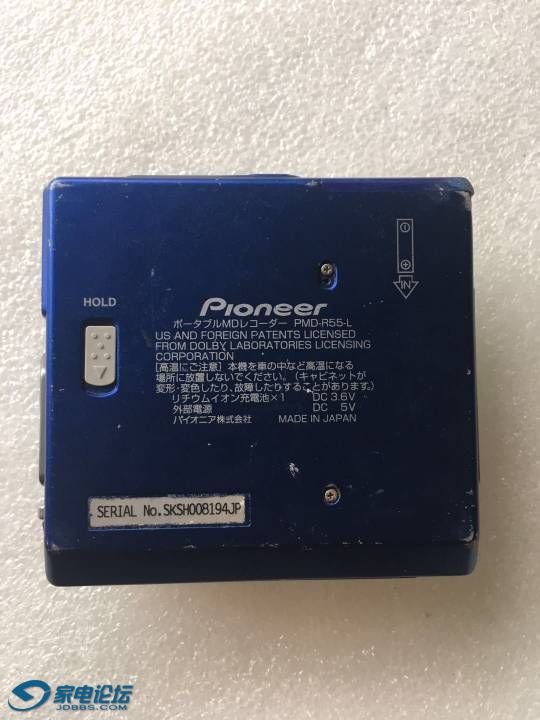 HOLD
IN
Pioneer
ポータブルMDレコーダー PMD-R55-L
US AND FOREIGN PATENTS LICENSED
FROM DOLBY LABORATORIES LICENSING
CORPORATION
[高温にご注意] 本機を車の中など高温になる
場所に放置しないでください。(キャビネットが
変形・変色したり、故障したりすることがあります。)
リチウムイオン充電池×1 DC 3.6V
外部電源 DC 5V
パイオニア株式会社 MADE IN JAPAN
SERIAL No.SKSH008194JP
家电论坛
JDBBS.COM